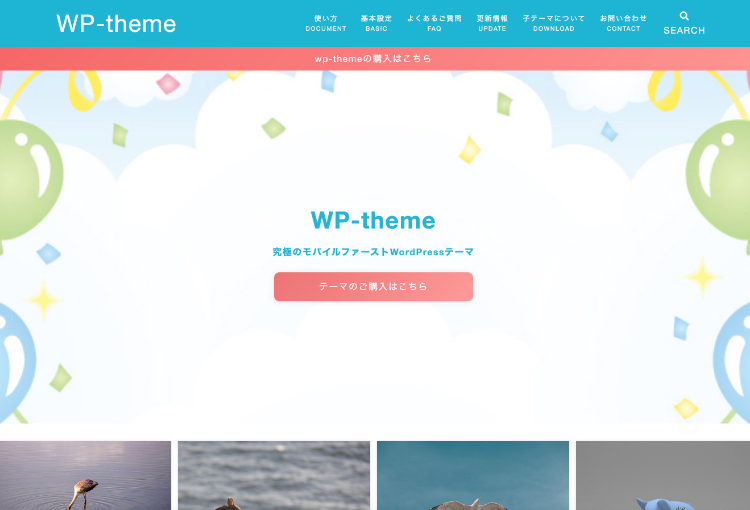 WP-theme
使い方
DOCUMENT
基本設定
BASIC
よくあるご質問
FAQ
更新情報
UPDATE
子テーマについて
DOWNLOAD
お問い合わせ
CONTACT
SEARCH
wp-themeの購入はこちら
WP-theme
究極のモバイルファーストWordPressテーマ
テーマのご購入はこちら